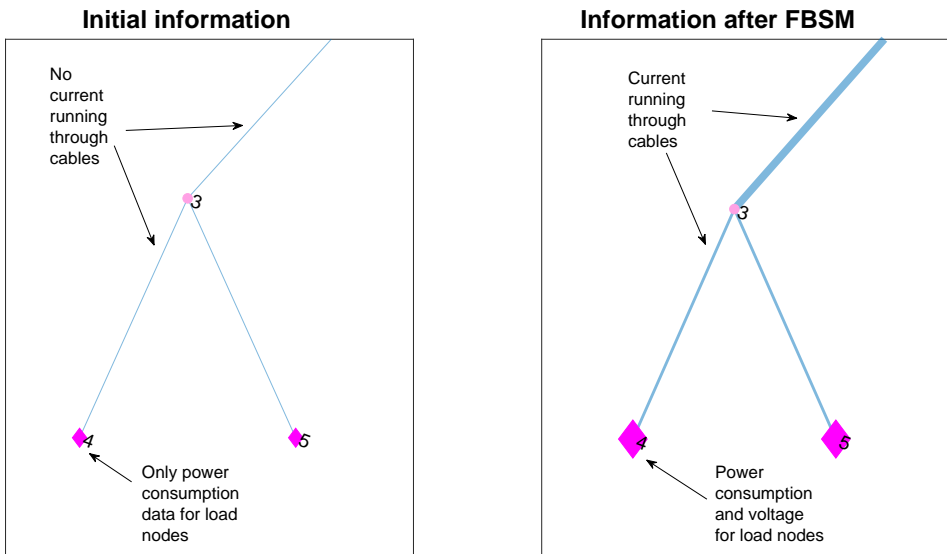 Initial information
No
current
running
through
cables
3
4
5
Only power
consumption
data for load
nodes
Information after FBSM
Current
running
through
cables
3
4
5
Power
consumption
and voltage
for load nodes